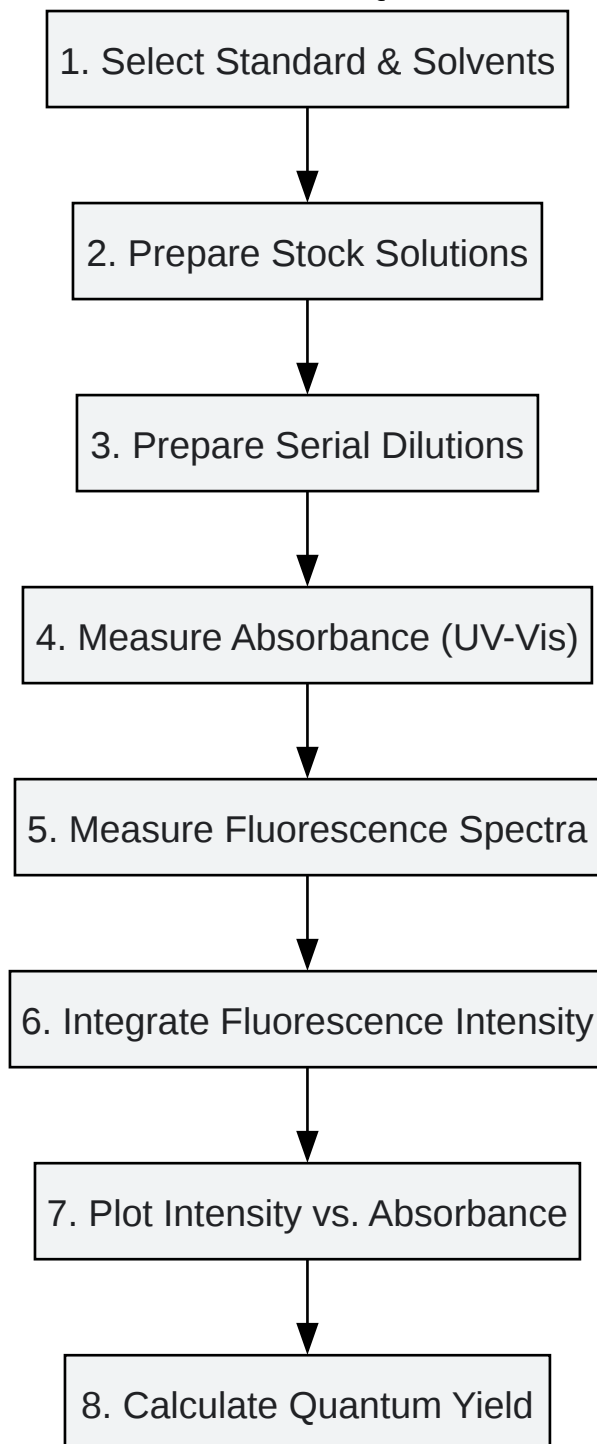 1. Select Standard & Solvents
2. Prepare Stock Solutions
3. Prepare Serial Dilutions
4. Measure Absorbance (UV-Vis)
5. Measure Fluorescence Spectra
6. Integrate Fluorescence Intensity
7. Plot Intensity vs. Absorbance
8. Calculate Quantum Yield